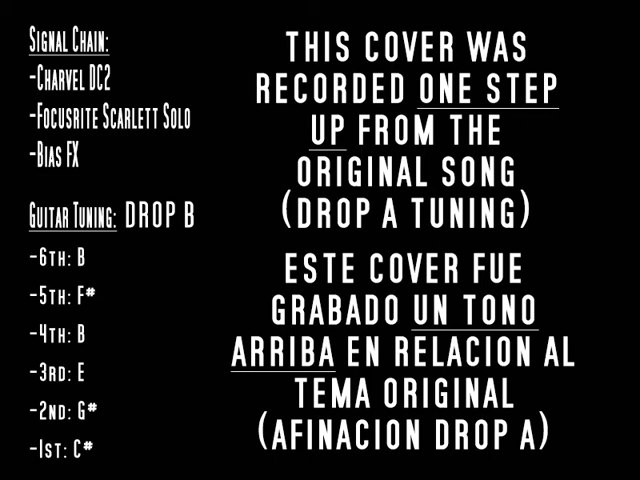 SIGNAL CHAIN:
-CHARVEL DC2
-FOCUSRITE SCARLETT SOLO
-BIAS FX
GUITAR TUNING: DROP B
-6TH: B
-5TH: F#
-4TH: B
-3RD: E
-2ND: G#
-1ST: C#
THIS COVER WAS
RECORDED ONE STEP
UP FROM THE
ORIGINAL SONG
(DROP A TUNING)
ESTE COVER FUE
GRABADO UN TONO
ARRIBA EN RELACION AL
TEMA ORIGINAL
(AFINACION DROP A)